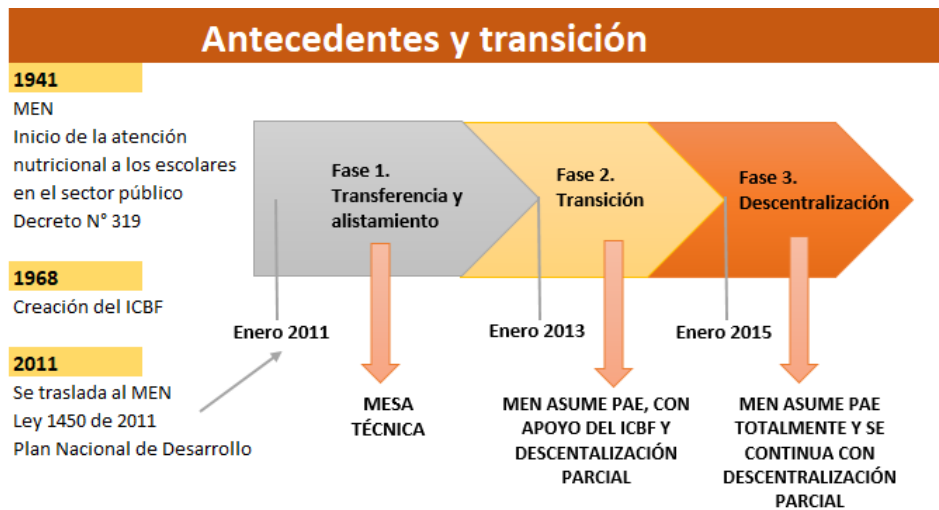 Antecedentes y transición
1941
MEN
Inicio de la atención
nutricional a los escolares
en el sector público
Decreto N° 319
1968
Creación del ICBF
2011
Se traslada al MEN
Ley 1450 de 2011
Plan Nacional de Desarrollo
Fase 1.
Transferencia y
alistamiento
Fase 2.
Transición
Fase 3.
Descentralización
Enero 2011
Enero 2013
Enero 2015
MESA
TÉCNICA
MEN ASUME PAE, CON
APOYO DEL ICBF Y
DESCENTALIZACIÓN
PARCIAL
MEN ASUME PAE
TOTALMENTE Y SE
CONTINUA CON
DESCENTRALIZACIÓN
PARCIAL